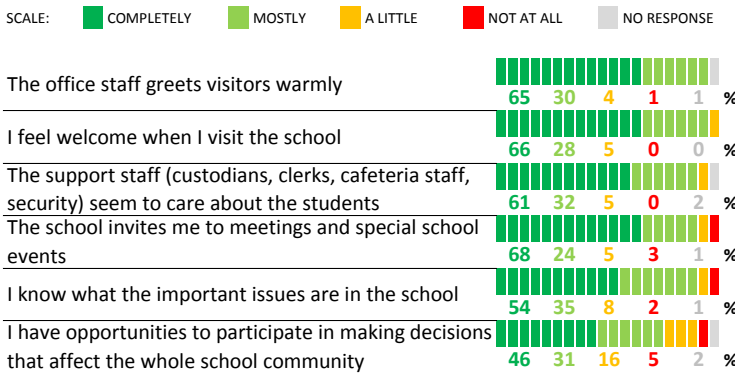 SCALE: COMPLETELY MOSTLY A LITTLE NOT AT ALL NO RESPONSE
The office staff greets visitors warmly
65 30 4 1 1 %
I feel welcome when I visit the school
66 28 5 0 0 %
The support staff (custodians, clerks, cafeteria staff,
security) seem to care about the students
61 32 5 0 2 %
The school invites me to meetings and special school
events
68 24 5 3 1 %
I know what the important issues are in the school
54 35 8 2 1 %
I have opportunities to participate in making decisions
that affect the whole school community
46 31 16 5 2 %